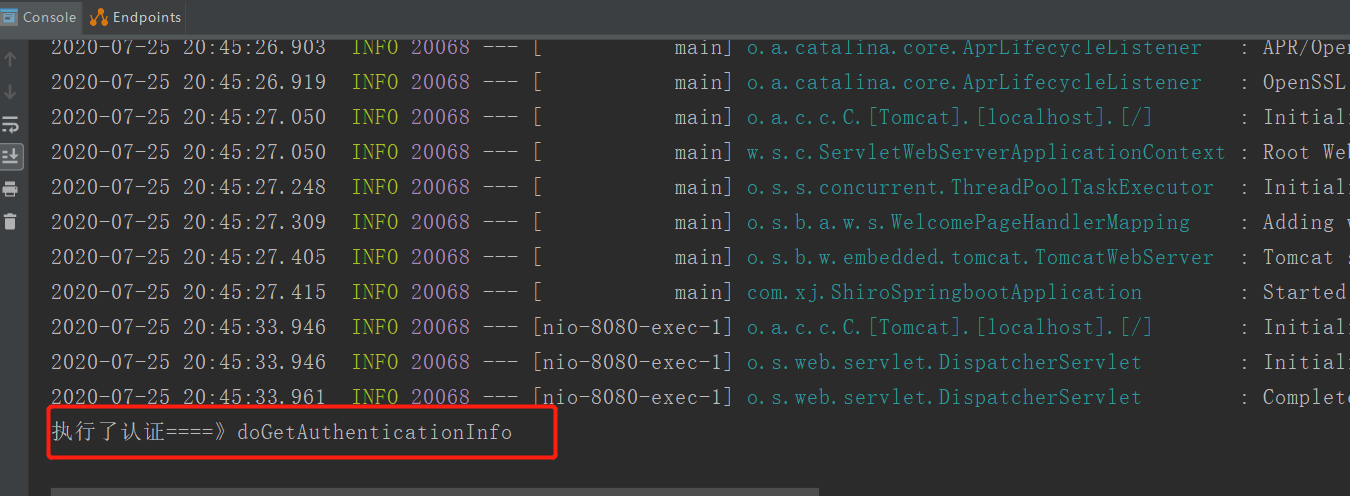 Console Endpoints
2020-07-25 20:45:26.903 INFO 20068 --- [ main] o.a.catalina.core.AprLifecycleListener : APR/Open
2020-07-25 20:45:26.919 INFO 20068 --- [ main] o.a.catalina.core.AprLifecycleListener : OpenSSL
2020-07-25 20:45:27.050 INFO 20068 --- [ main] o.a.c.c.C.[Tomcat].[localhost].[/] : Initiali
2020-07-25 20:45:27.050 INFO 20068 --- [ main] w.s.c.ServletWebServerApplicationContext : Root Web
2020-07-25 20:45:27.248 INFO 20068 --- [ main] o.s.s.concurrent.ThreadPoolTaskExecutor : Initiali
2020-07-25 20:45:27.309 INFO 20068 --- [ main] o.s.b.a.w.s.WelcomePageHandlerMapping : Adding w
2020-07-25 20:45:27.405 INFO 20068 --- [ main] o.s.b.w.embedded.tomcat.TomcatWebServer : Tomcat s
2020-07-25 20:45:27.415 INFO 20068 --- [ main] com.xj.ShiroSpringbootApplication : Started
2020-07-25 20:45:33.946 INFO 20068 --- [nio-8080-exec-1] o.a.c.c.C.[Tomcat].[localhost].[/] : Initiali
2020-07-25 20:45:33.946 INFO 20068 --- [nio-8080-exec-1] o.s.web.servlet.DispatcherServlet : Initiali
2020-07-25 20:45:33.961 INFO 20068 --- [nio-8080-exec-1] o.s.web.servlet.DispatcherServlet : Complete
执行了认证====》doGetAuthenticationInfo